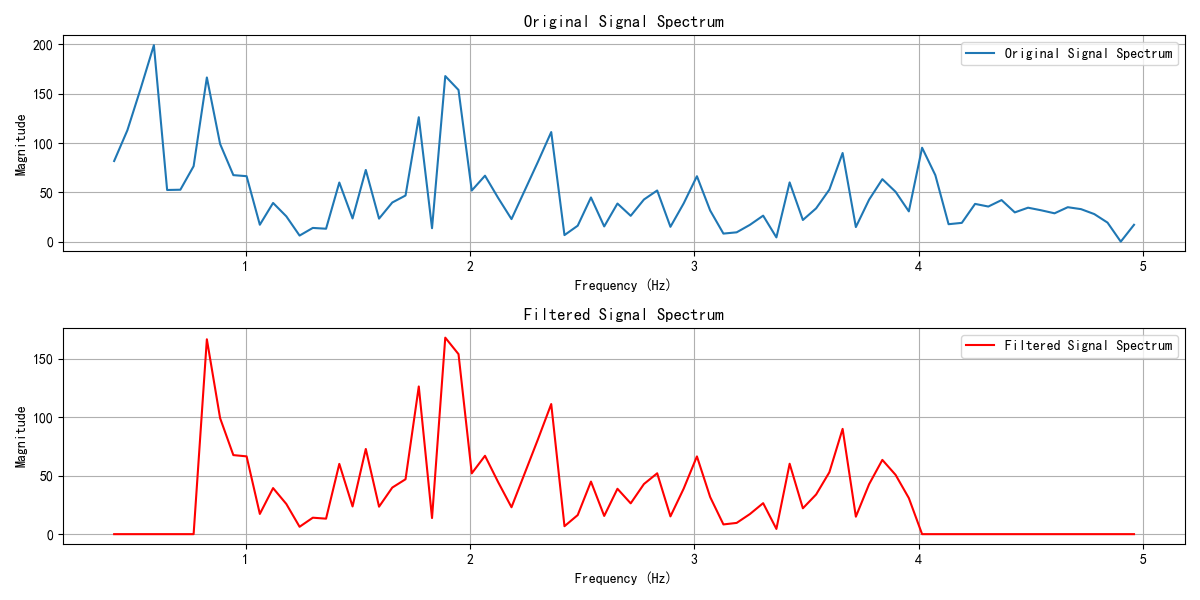 Original Signal Spectrum
Original Signal Spectrum
Magnitude
200
150
100
50
0
1
2
3
4
5
Frequency (Hz)
Filtered Signal Spectrum
Filtered Signal Spectrum
Magnitude
150
100
50
0
1
2
3
4
5
Frequency (Hz)